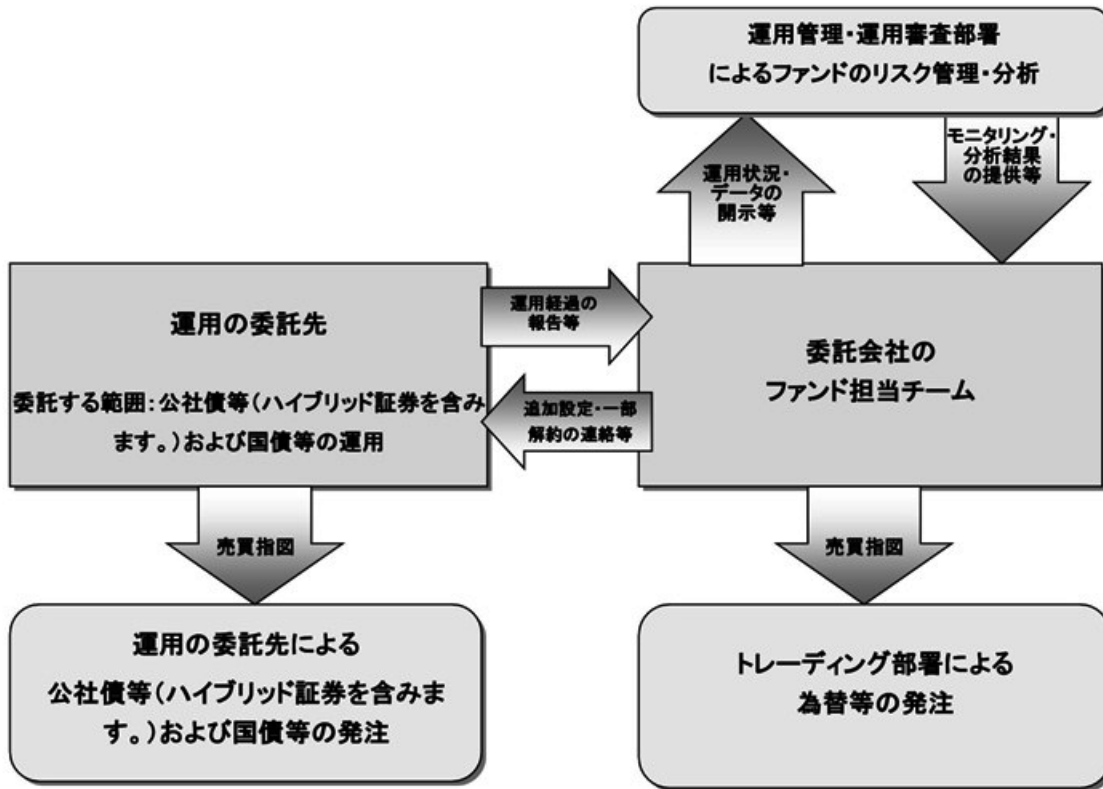 運用管理・運用審査部署
によるファンドのリスク管理・分析
運用状況・
データの
開示等
モニタリング・
分析結果
の提供等
運用の委託先
委託する範囲：公社債等（ハイブリッド証券を含み
ます。）および国債等の運用
運用経過の
報告等
追加設定・一部
解約の連絡等
委託会社の
ファンド担当チーム
売買指図
売買指図
運用の委託先による
公社債等（ハイブリッド証券を含みま
す。）および国債等の発注
トレーディング部署による
為替等の発注